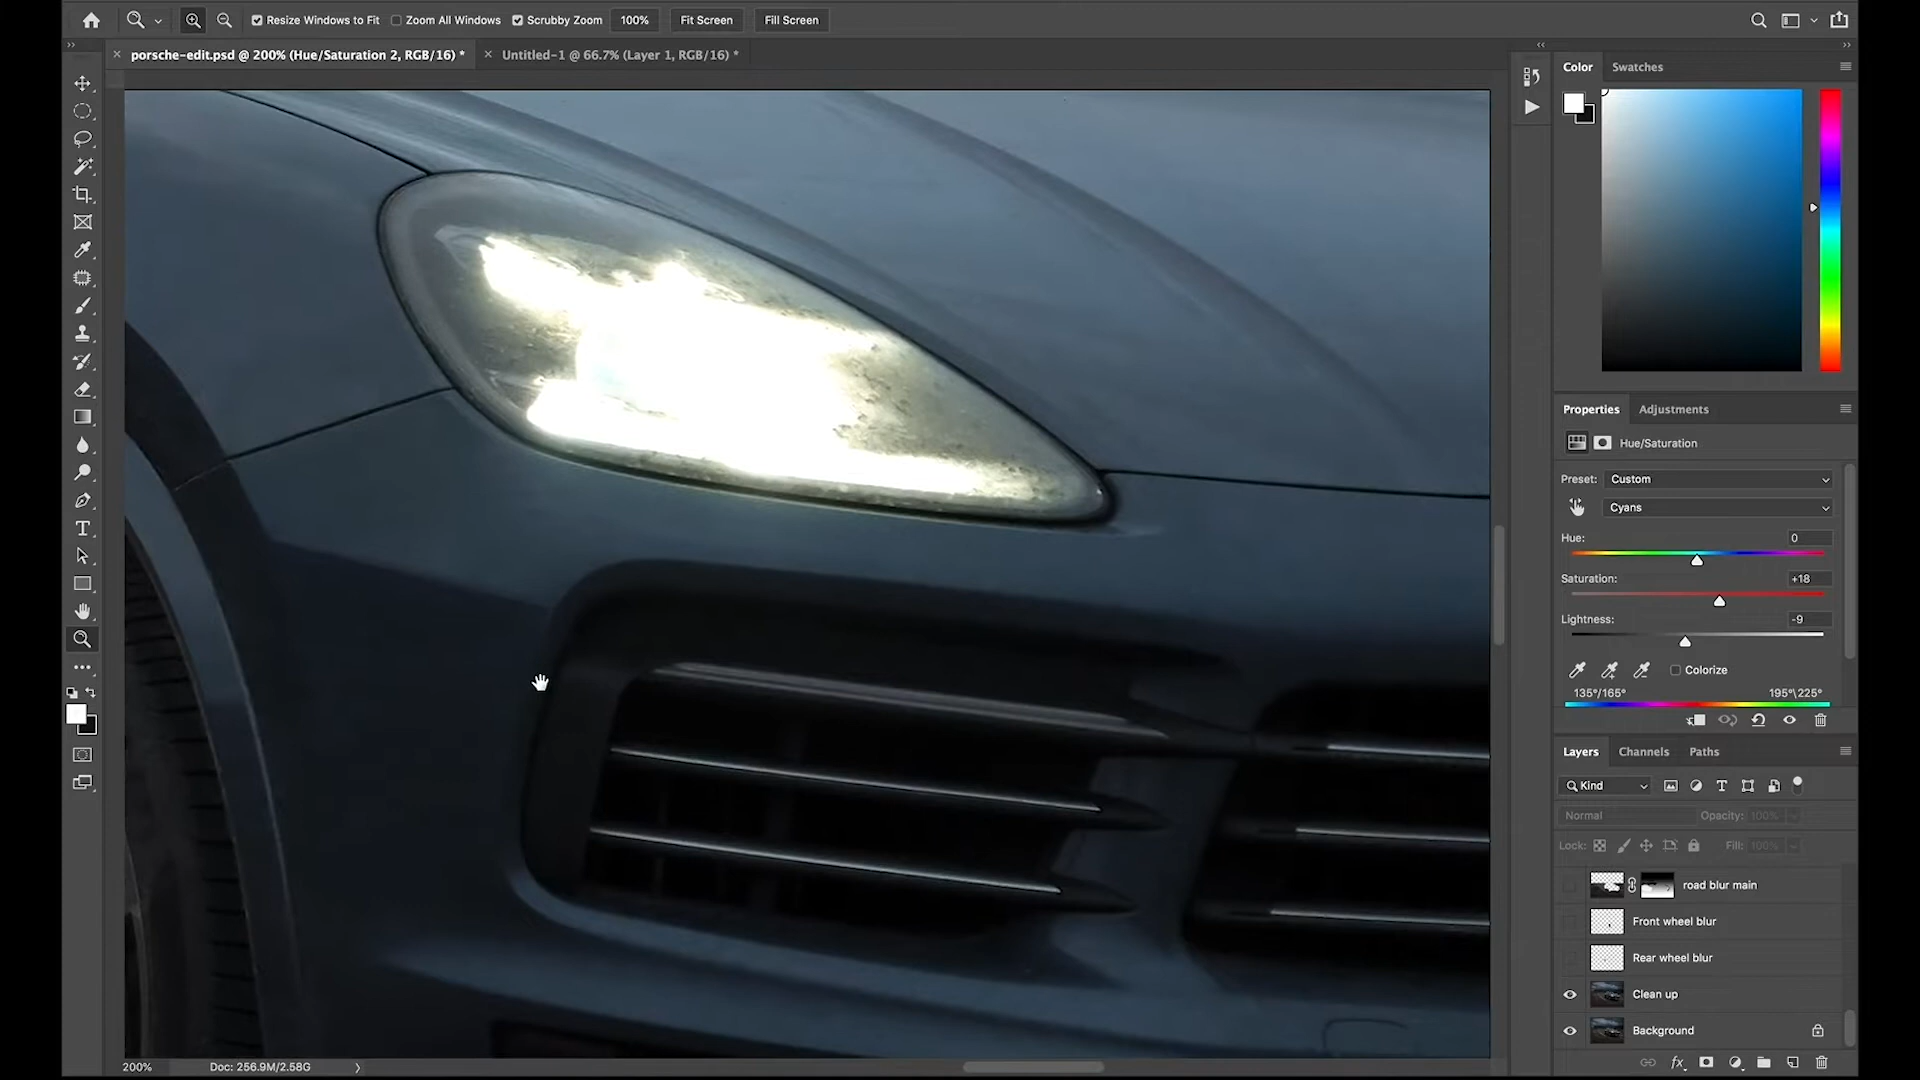 Resize Windows to Fit
Zoom All Windows
Scrubby Zoom
100%
Fit Screen
Fill Screen
porsche-edit.psd @ 200% (Hue/Saturation 2, RGB/16) *
Untitled-1 @ 66.7% (Layer 1, RGB/16) *
Color
Swatches
Properties
Adjustments
Hue/Saturation
Preset: Custom
Cyans
Hue: 0
Saturation: +18
Lightness: -9
Colorize
135°/165°
195°\225°
Layers
Channels
Paths
Kind
Normal
Opacity: 100%
Lock:
Fill: 100%
road blur main
Front wheel blur
Rear wheel blur
Clean up
Background
fx
200%
Doc: 256.9M/2.58G